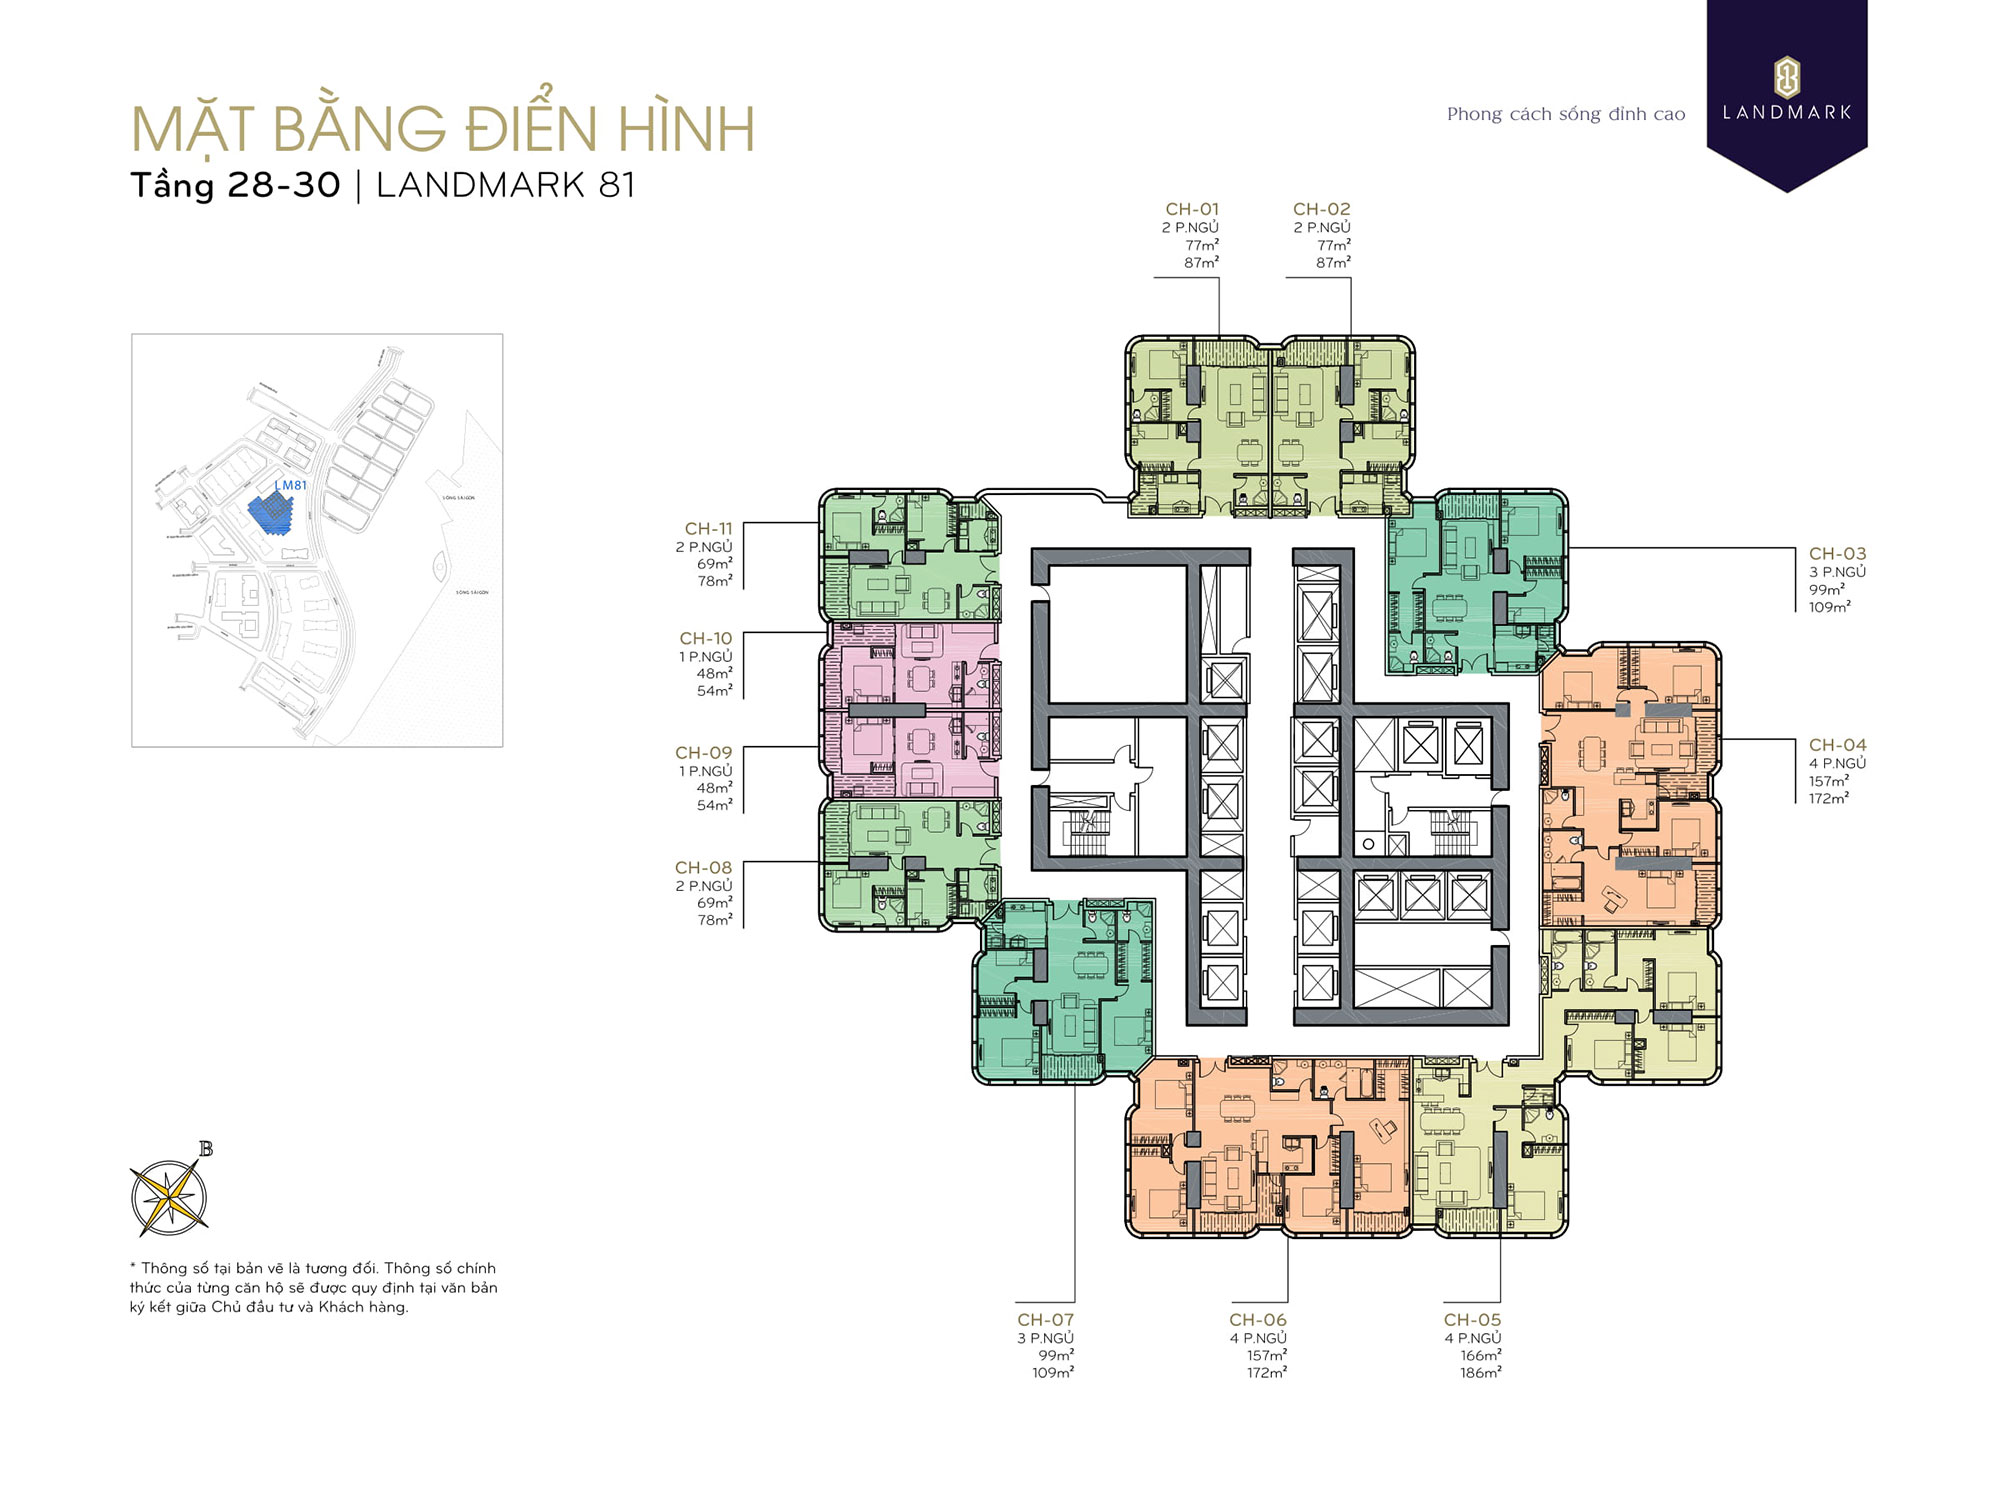 MẶT BẰNG ĐIỂN HÌNH
Tầng 28-30 | LANDMARK 81
Phong cách sống đỉnh cao
LANDMARK
CH-01
2 P.NGỦ
77m²
87m²
CH-02
2 P.NGỦ
77m²
87m²
CH-11
2 P.NGỦ
69m²
78m²
CH-10
1 P.NGỦ
48m²
54m²
CH-09
1 P.NGỦ
48m²
54m²
CH-08
2 P.NGỦ
69m²
78m²
CH-03
3 P.NGỦ
99m²
109m²
CH-04
4 P.NGỦ
157m²
172m²
CH-07
3 P.NGỦ
99m²
109m²
CH-06
4 P.NGỦ
157m²
172m²
CH-05
4 P.NGỦ
166m²
186m²
LM81
SÔNG SÀI GÒN
SÔNG SÀI GÒN
B
* Thông số tại bản vẽ là tương đối. Thông số chính
thức của từng căn hộ sẽ được quy định tại văn bản
ký kết giữa Chủ đầu tư và Khách hàng.